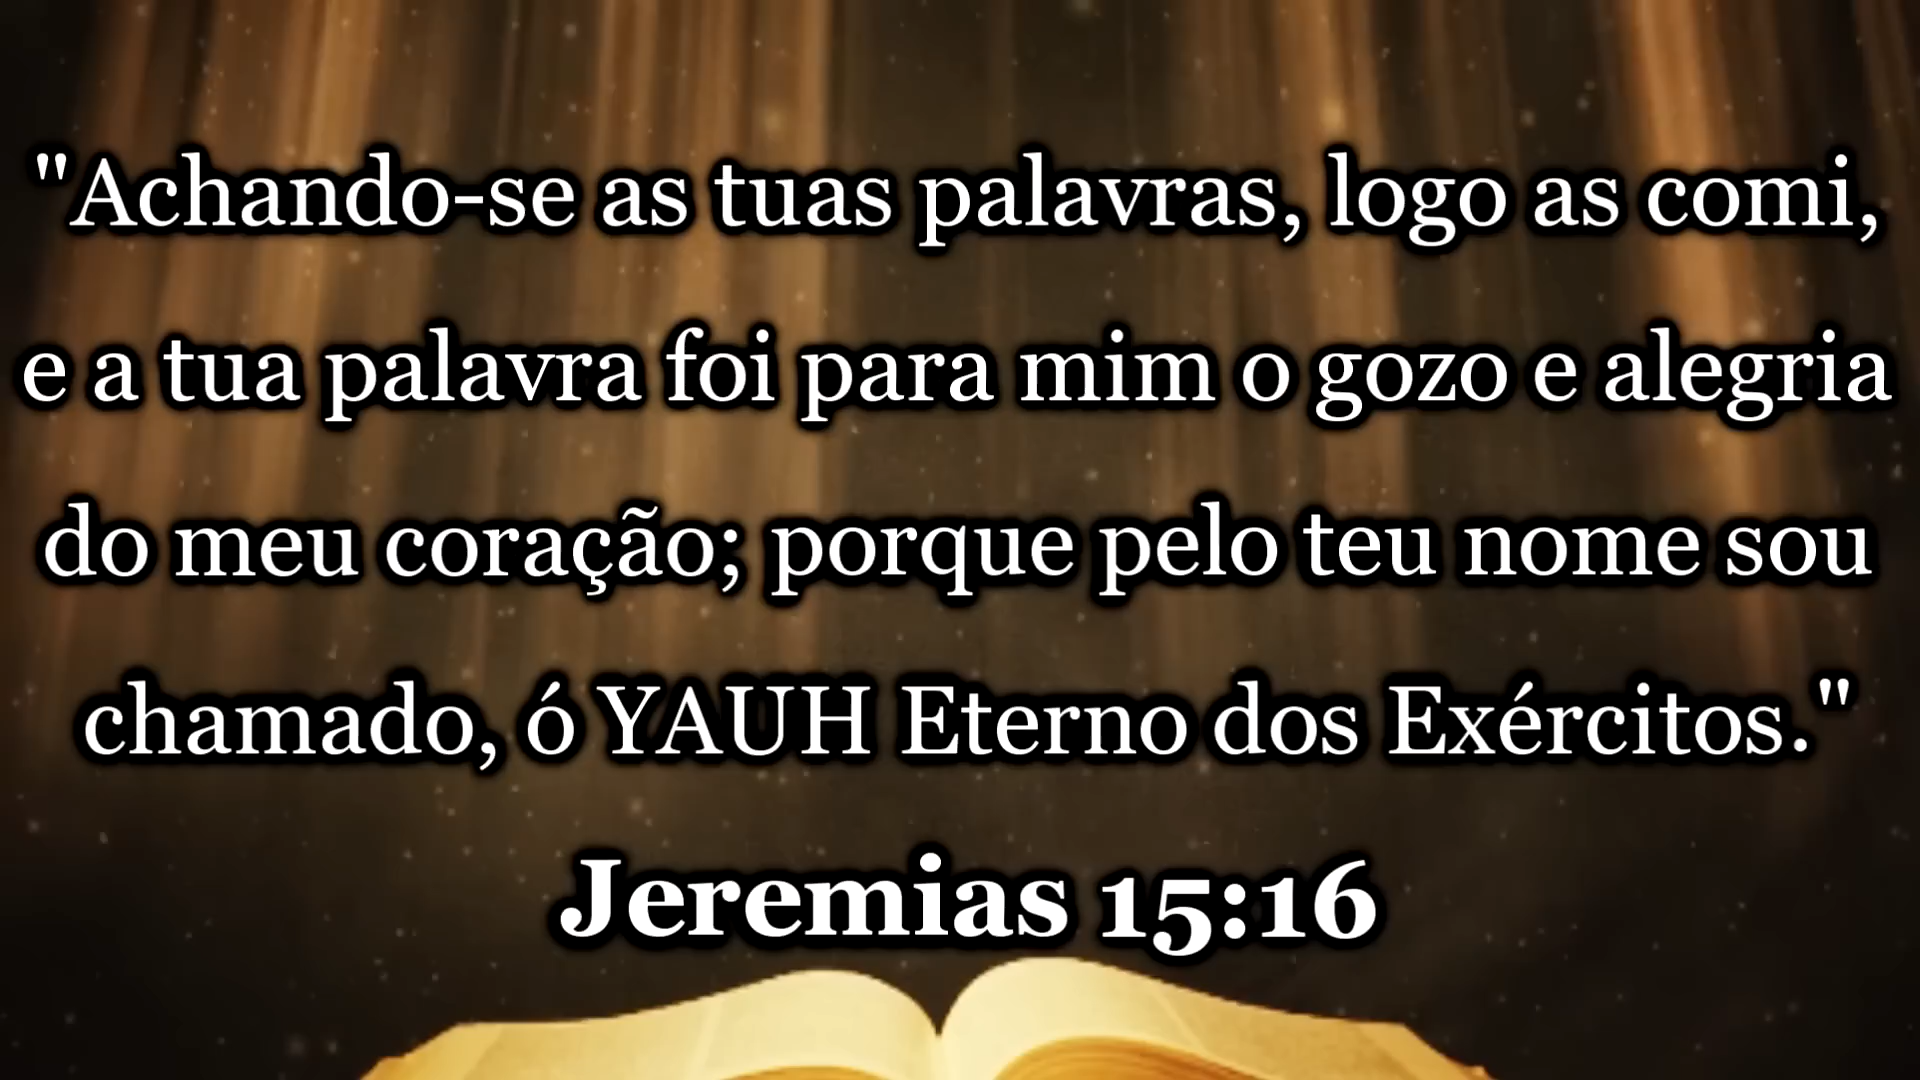 "Achando-se as tuas palavras, logo as comi,
e a tua palavra foi para mim o gozo e alegria
do meu coração; porque pelo teu nome sou
chamado, ó YAUH Eterno dos Exércitos."
Jeremias 15:16